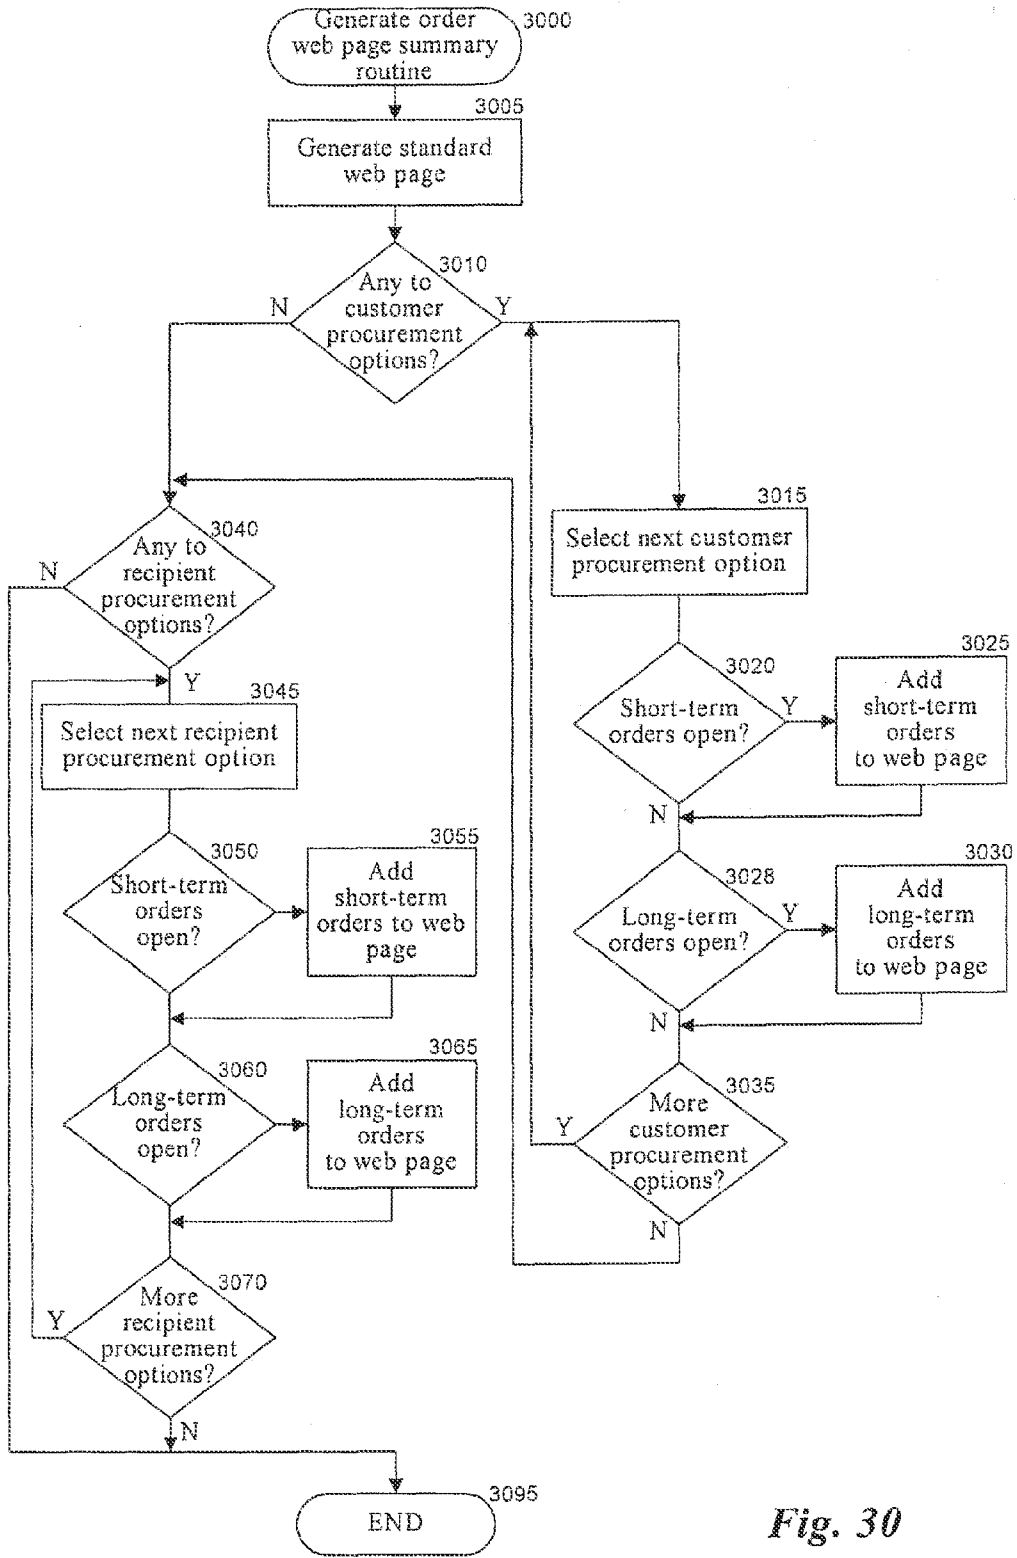 Generate order
web page summary
routine
3000
3005
Generate standard
web page
3010
Any to
customer
procurement
options?
N
Y
3040
Any to
recipient
procurement
options?
N
Y
3045
Select next recipient
procurement option
3050
Short-term
orders
open?
3055
Add
short-term
orders to web
page
3060
Long-term
orders
open?
3065
Add
long-term
orders
to web page
3070
More
recipient
procurement
options?
Y
N
3015
Select next customer
procurement option
3020
Short-term
orders open?
Y
N
3025
Add
short-term
orders
to web page
3028
Long-term
orders open?
Y
N
3030
Add
long-term
orders
to web page
3035
More
customer
procurement
options?
Y
N
3095
END
Fig. 30